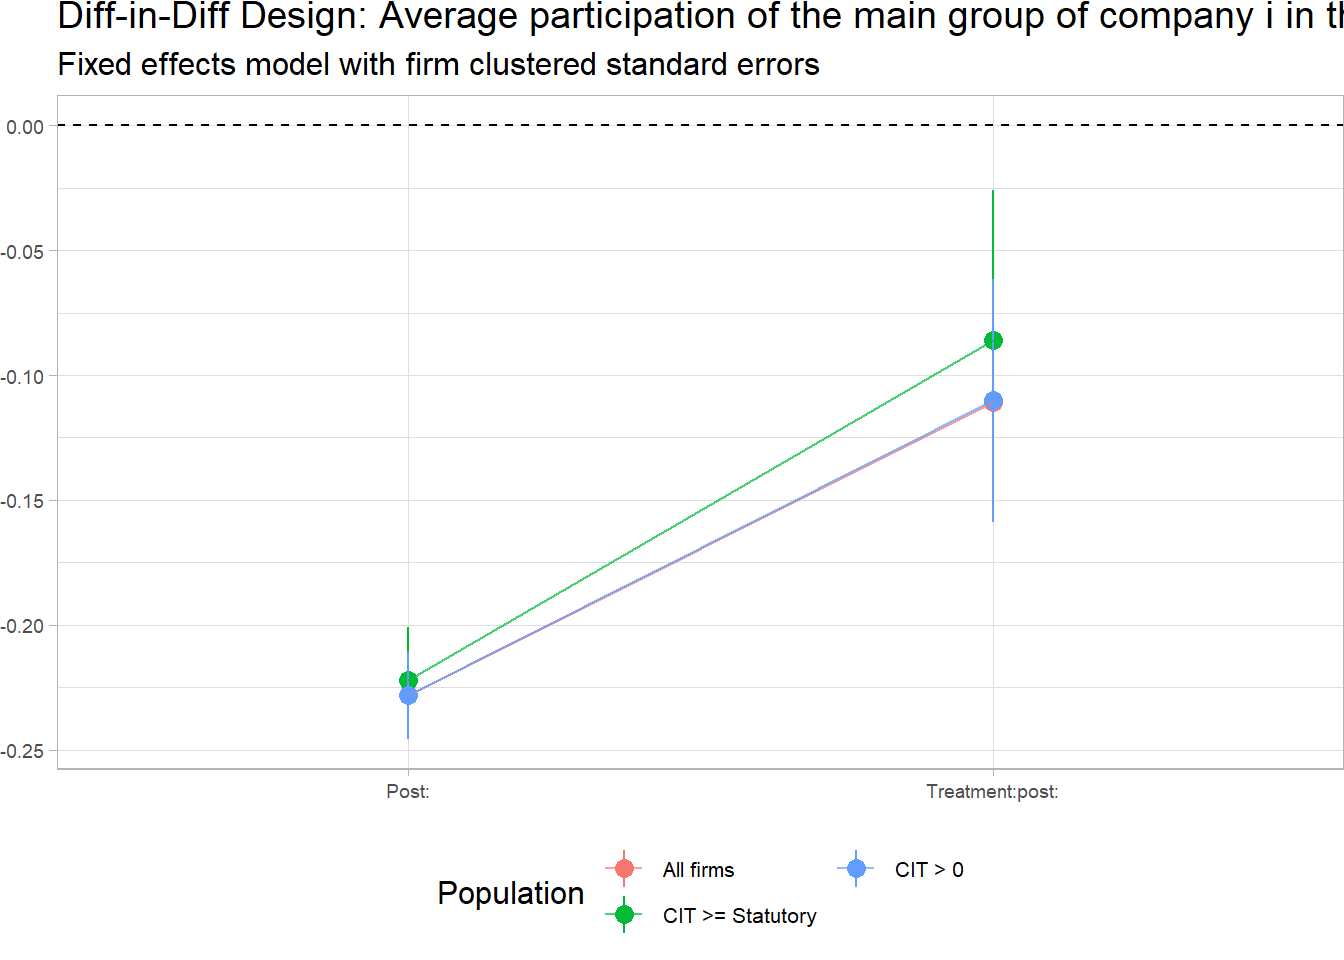 Diff-in-Diff Design: Average participation of the main group of company i in
Fixed effects model with firm clustered standard errors
0.00
-0.05
-0.10
-0.15
-0.20
-0.25
Post:
Treatment:post:
Population
All firms
CIT > 0
CIT >= Statutory